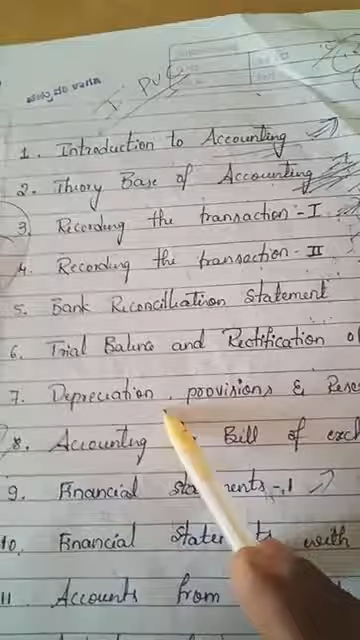 I PUC
1. Introduction to Accounting
2. Theory Base of Accounting
3. Recording the transaction - I
4. Recording the transaction - II
5. Bank Reconcilliation Statement
6. Trial Balance and Rectification of
7. Depreciation, provisions &
8. Accounting Bill of
9. Financial - 1
10. Financial with
11. Accounts from